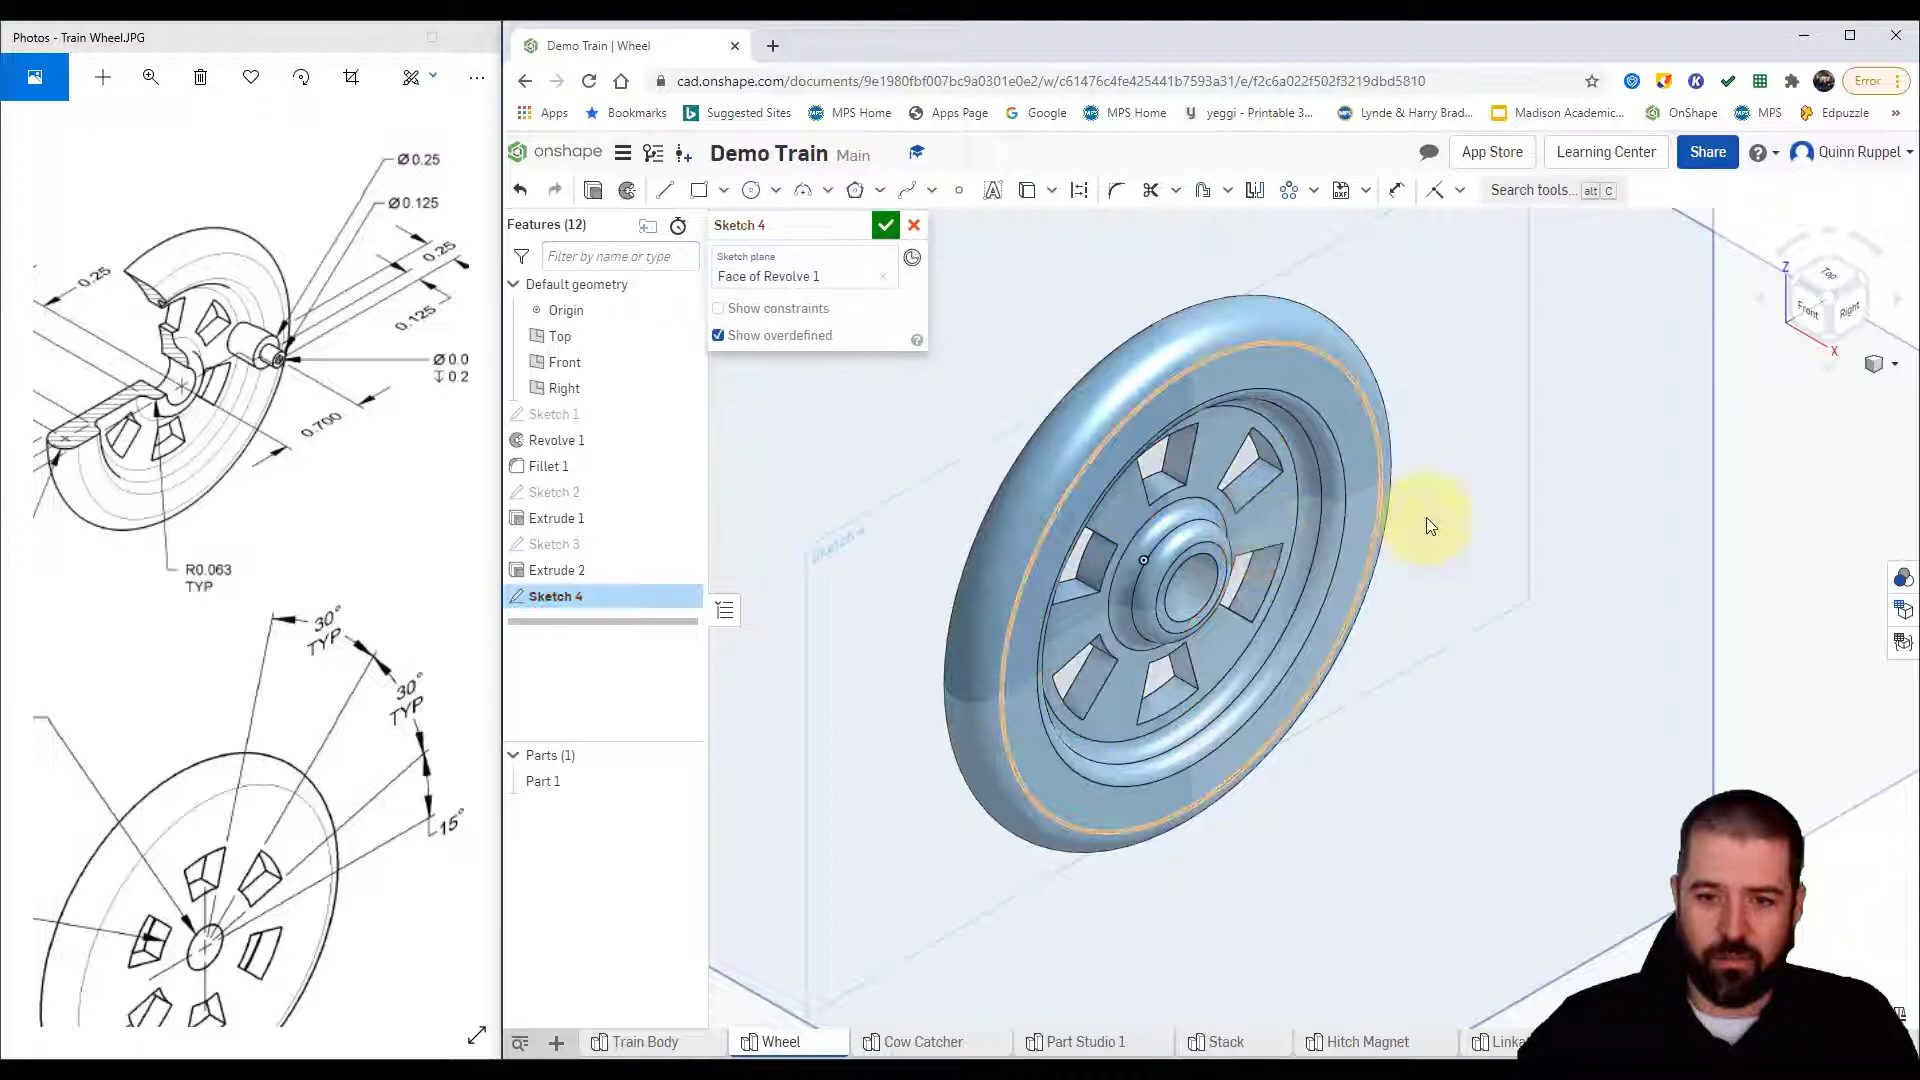 Photos - Train Wheel.JPG
Ø0.25
Ø0.125
0.25
0.25
0.125
Ø0.0
↧0.2
0.700
R0.063
TYP
30°
TYP
30°
TYP
15°
Demo Train | Wheel
cad.onshape.com/documents/9e1980fbf007bc9a0301e0e2/w/c61476c4fe425441b7593a31/e/f2c6a022f502f3219dbd5810
Error
Apps
Bookmarks
Suggested Sites
MPS Home
Apps Page
Google
MPS Home
yeggi - Printable 3...
Lynde & Harry Brad...
Madison Academic...
OnShape
MPS
Edpuzzle
»
onshape
Demo Train Main
App Store
Learning Center
Share
Quinn Ruppel
Search tools... alt C
Features (12)
Filter by name or type
Default geometry
Origin
Top
Front
Right
Sketch 1
Revolve 1
Fillet 1
Sketch 2
Extrude 1
Sketch 3
Extrude 2
Sketch 4
Parts (1)
Part 1
Sketch 4
Sketch plane
Face of Revolve 1
Show constraints
Show overdefined
Sketch 4
Z
Top
Front
Right
X
Train Body
Wheel
Cow Catcher
Part Studio 1
Stack
Hitch Magnet